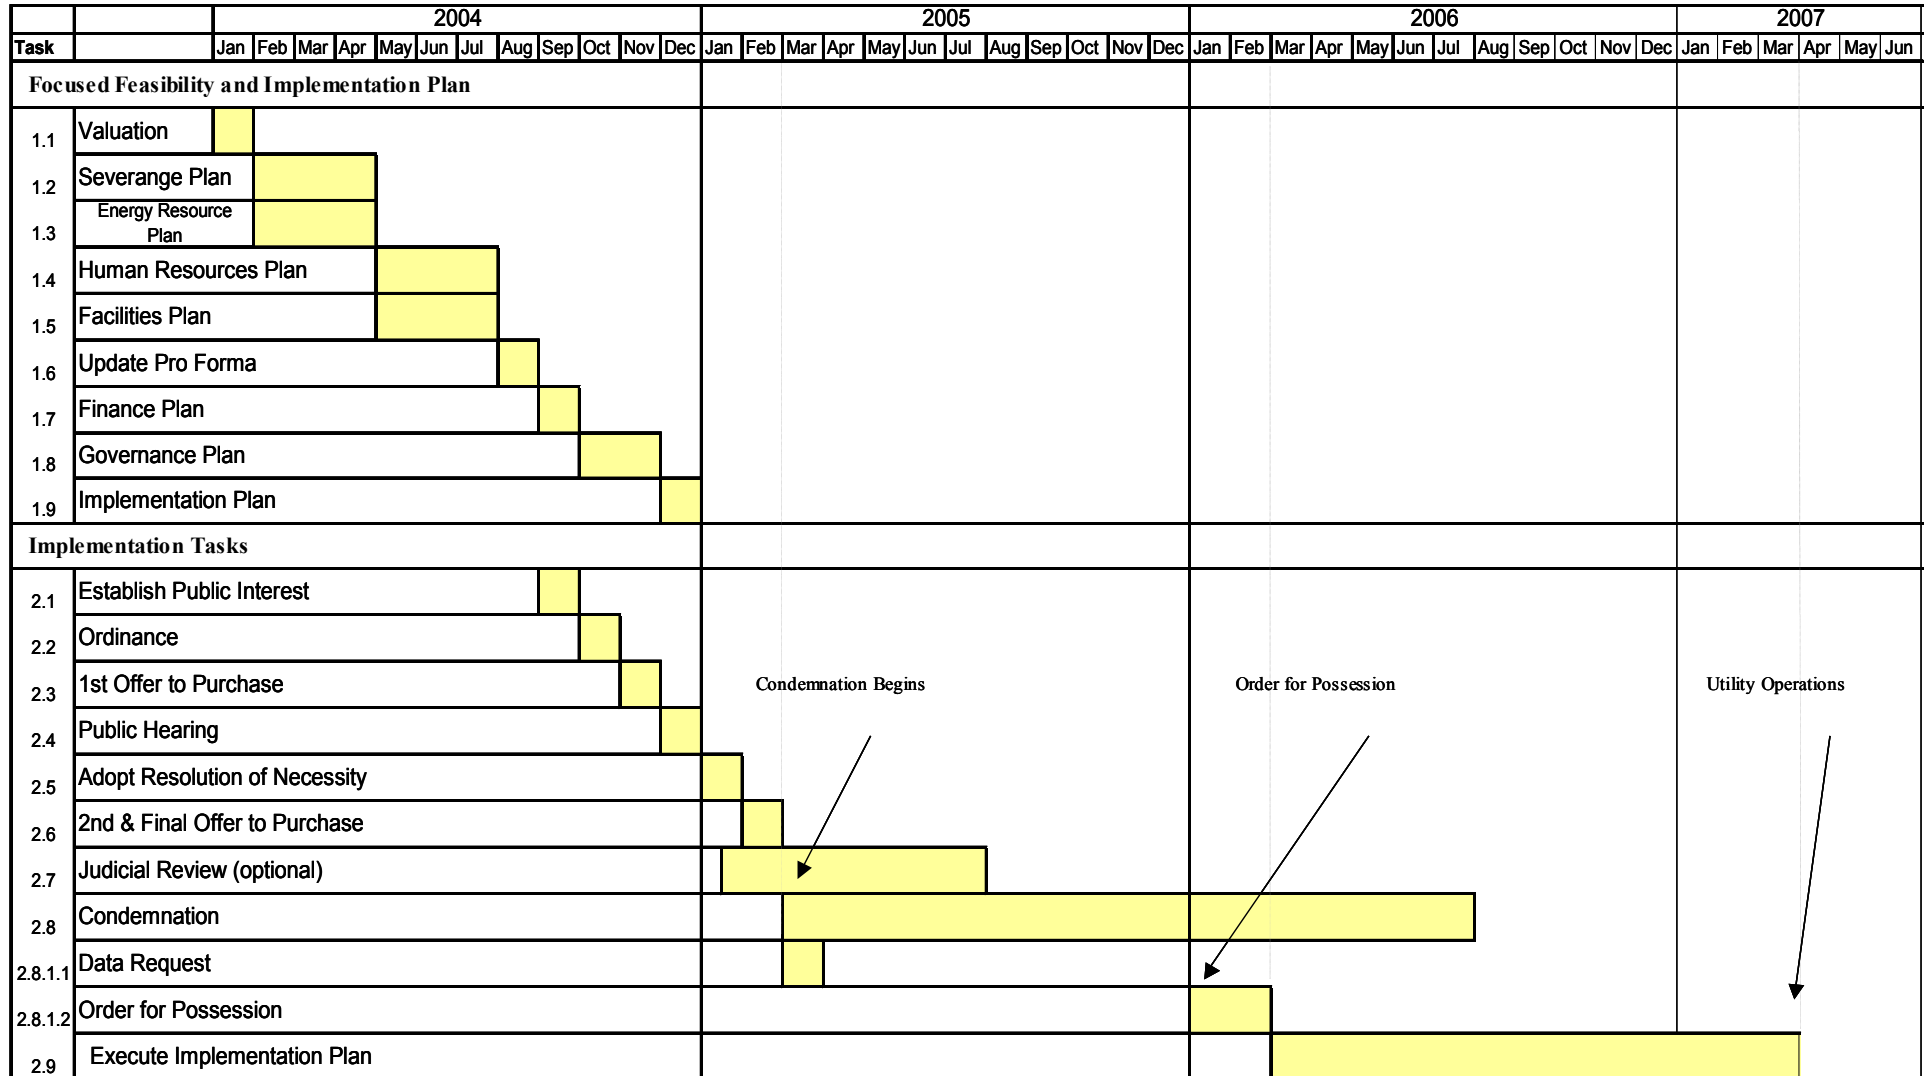 2004 2005 2006 2007
Task Jan Feb Mar Apr May Jun Jul Aug Sep Oct Nov Dec Jan Feb Mar Apr May Jun Jul Aug Sep Oct Nov Dec Jan Feb Mar Apr May Jun Jul Aug Sep Oct Nov Dec Jan Feb Mar Apr May Jun
Focused Feasibility and Implementation Plan
1.1 Valuation
1.2 Severange Plan
Energy Resource
1.3 Plan
1.4 Human Resources Plan
1.5 Facilities Plan
1.6 Update Pro Forma
1.7 Finance Plan
1.8 Governance Plan
1.9 Implementation Plan
Implementation Tasks
2.1 Establish Public Interest
2.2 Ordinance
2.3 1st Offer to Purchase Condemnation Begins Order for Possession Utility Operations
2.4 Public Hearing
2.5 Adopt Resolution of Necessity
2.6 2nd & Final Offer to Purchase
2.7 Judicial Review (optional)
2.8 Condemnation
2.8.1.1 Data Request
2.8.1.2 Order for Possession
2.9 Execute Implementation Plan